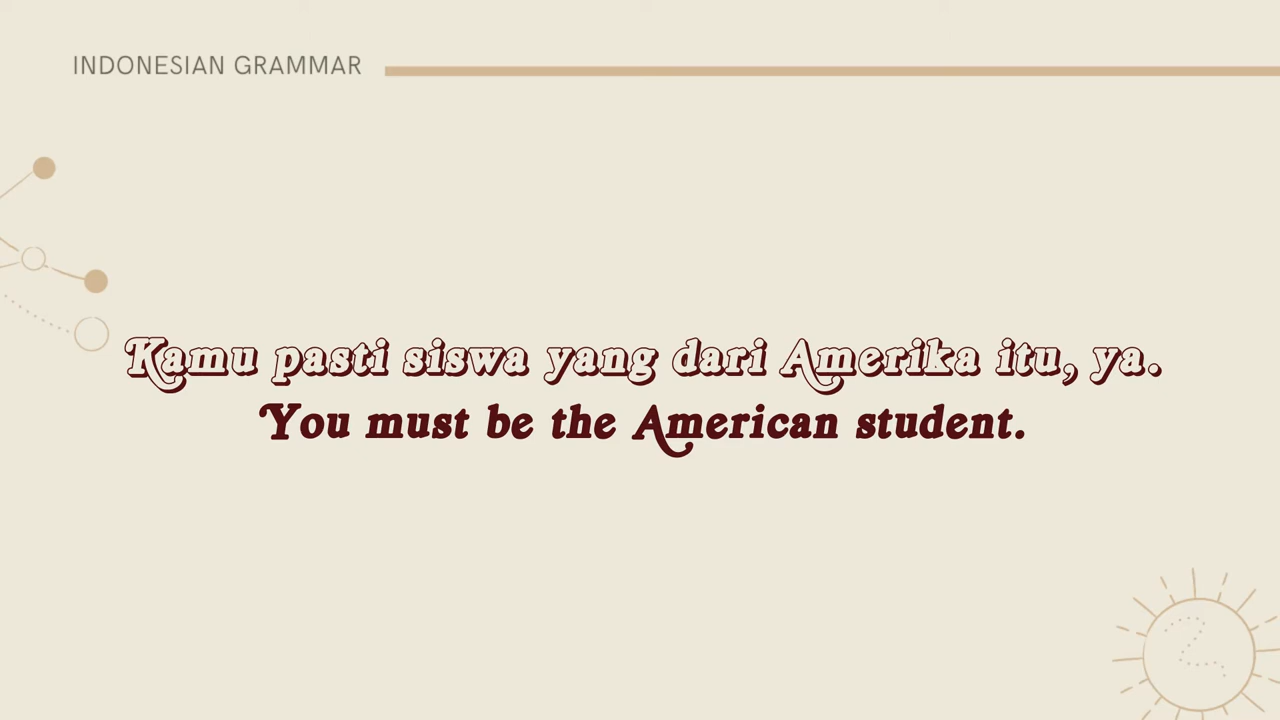 INDONESIAN GRAMMAR
Kamu pasti siswa yang dari Amerika itu, ya.
You must be the American student.